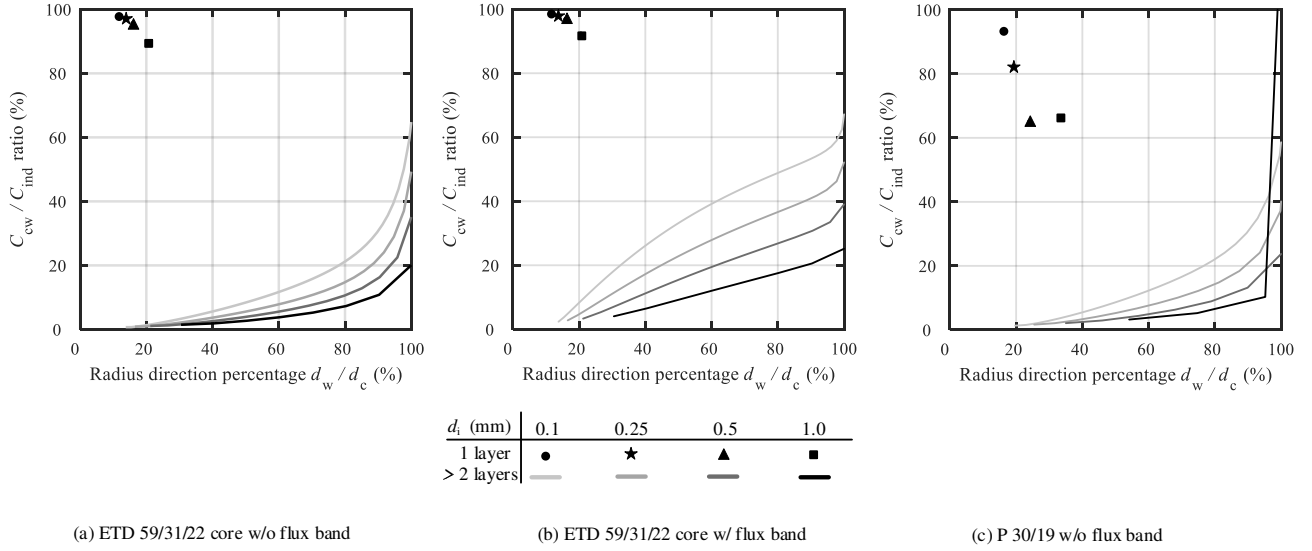 100
80
60
40
20
0
C_cw / C_ind ratio (%)
0 20 40 60 80 100
Radius direction percentage d_w / d_c (%)
100
80
60
40
20
0
C_cw / C_ind ratio (%)
0 20 40 60 80 100
Radius direction percentage d_w / d_c (%)
100
80
60
40
20
0
C_cw / C_ind ratio (%)
0 20 40 60 80 100
Radius direction percentage d_w / d_c (%)
d_i (mm) 0.1 0.25 0.5 1.0
1 layer
> 2 layers
(a) ETD 59/31/22 core w/o flux band
(b) ETD 59/31/22 core w/ flux band
(c) P 30/19 w/o flux band